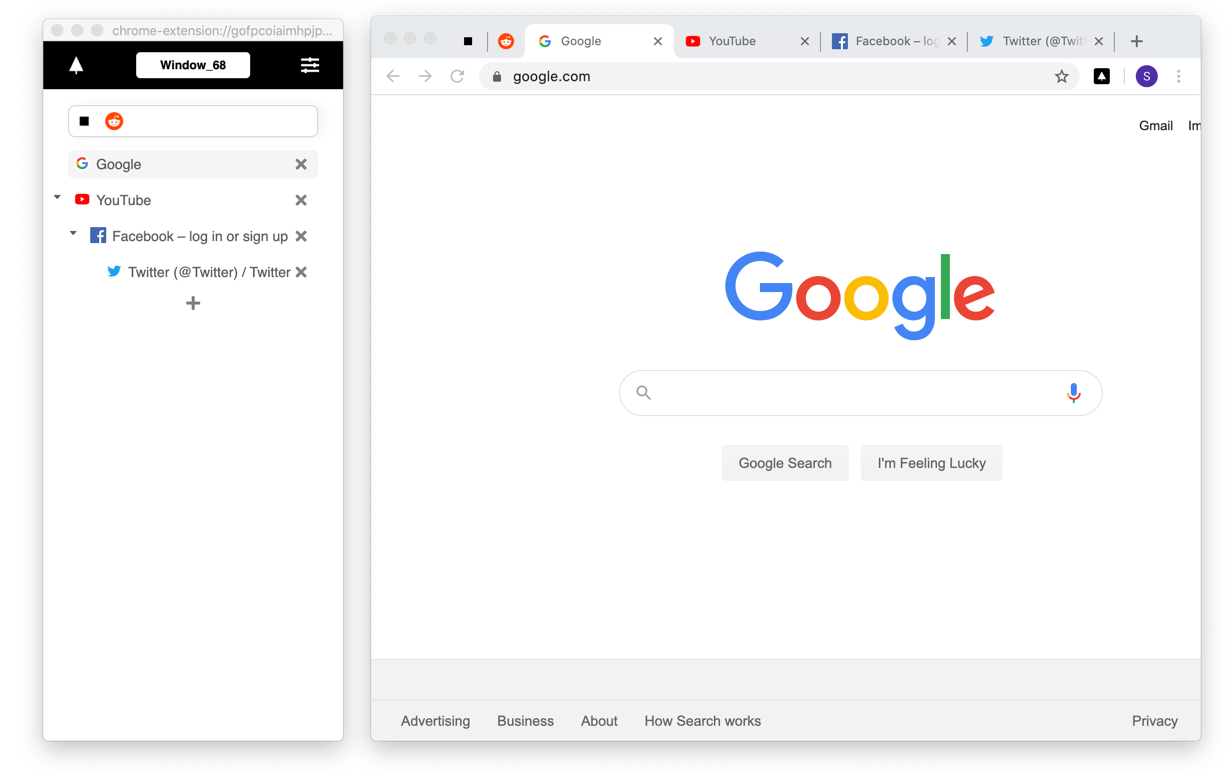 chrome-extension://gofpcoiaimhpjp...
Window_68
Google
YouTube
Facebook – log in or sign up
Twitter (@Twitter) / Twitter
Google
YouTube
Facebook – log
Twitter (@Twit
google.com
S
Gmail Im
Google
Google Search I'm Feeling Lucky
Advertising Business About How Search works Privacy